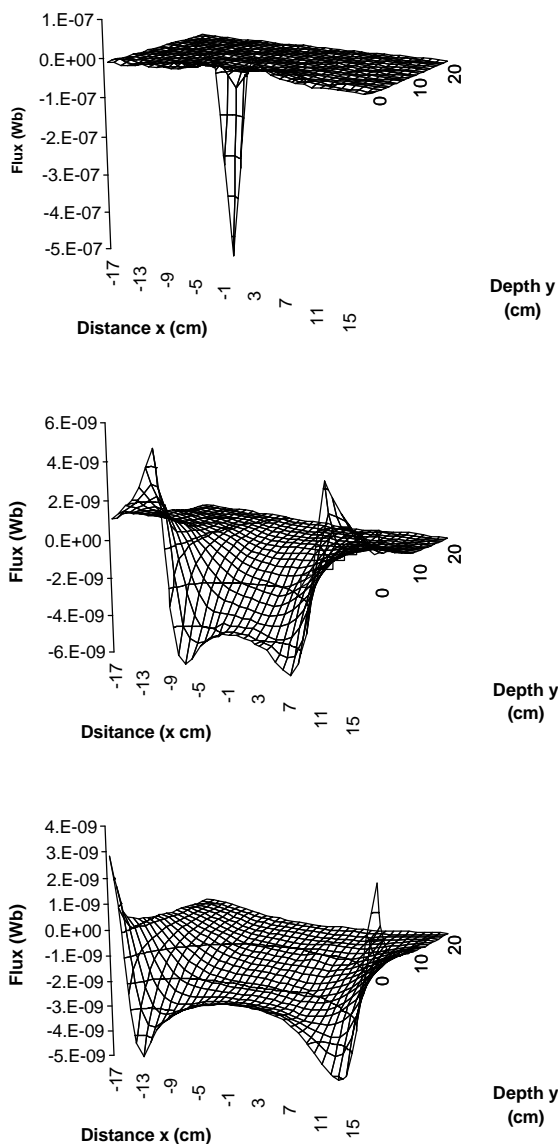 1.E-07
0.E+00
-1.E-07
-2.E-07
-3.E-07
-4.E-07
-5.E-07
Flux (Wb)
-17
-13
-9
-5
-1
3
7
11
15
0
10
20
Distance x (cm)
Depth y
(cm)
6.E-09
4.E-09
2.E-09
0.E+00
-2.E-09
-4.E-09
-6.E-09
Flux (Wb)
-17
-13
-9
-5
-1
3
7
11
15
0
10
20
Dsitance (x cm)
Depth y
(cm)
4.E-09
3.E-09
2.E-09
1.E-09
0.E+00
-1.E-09
-2.E-09
-3.E-09
-4.E-09
-5.E-09
Flux (Wb)
-17
-13
-9
-5
-1
3
7
11
15
0
10
20
Distance x (cm)
Depth y
(cm)